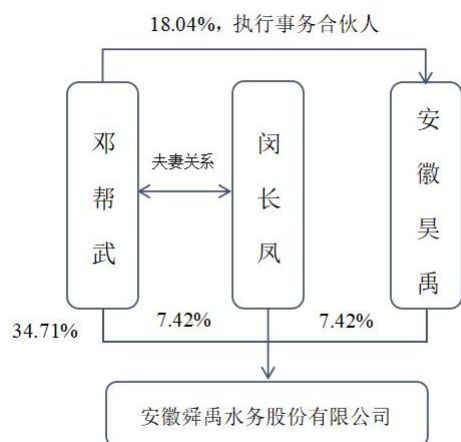 18.04%，执行事务合伙人
邓帮武
夫妻关系
闵长凤
安徽昊禹
34.71%
7.42%
7.42%
安徽舜禹水务股份有限公司